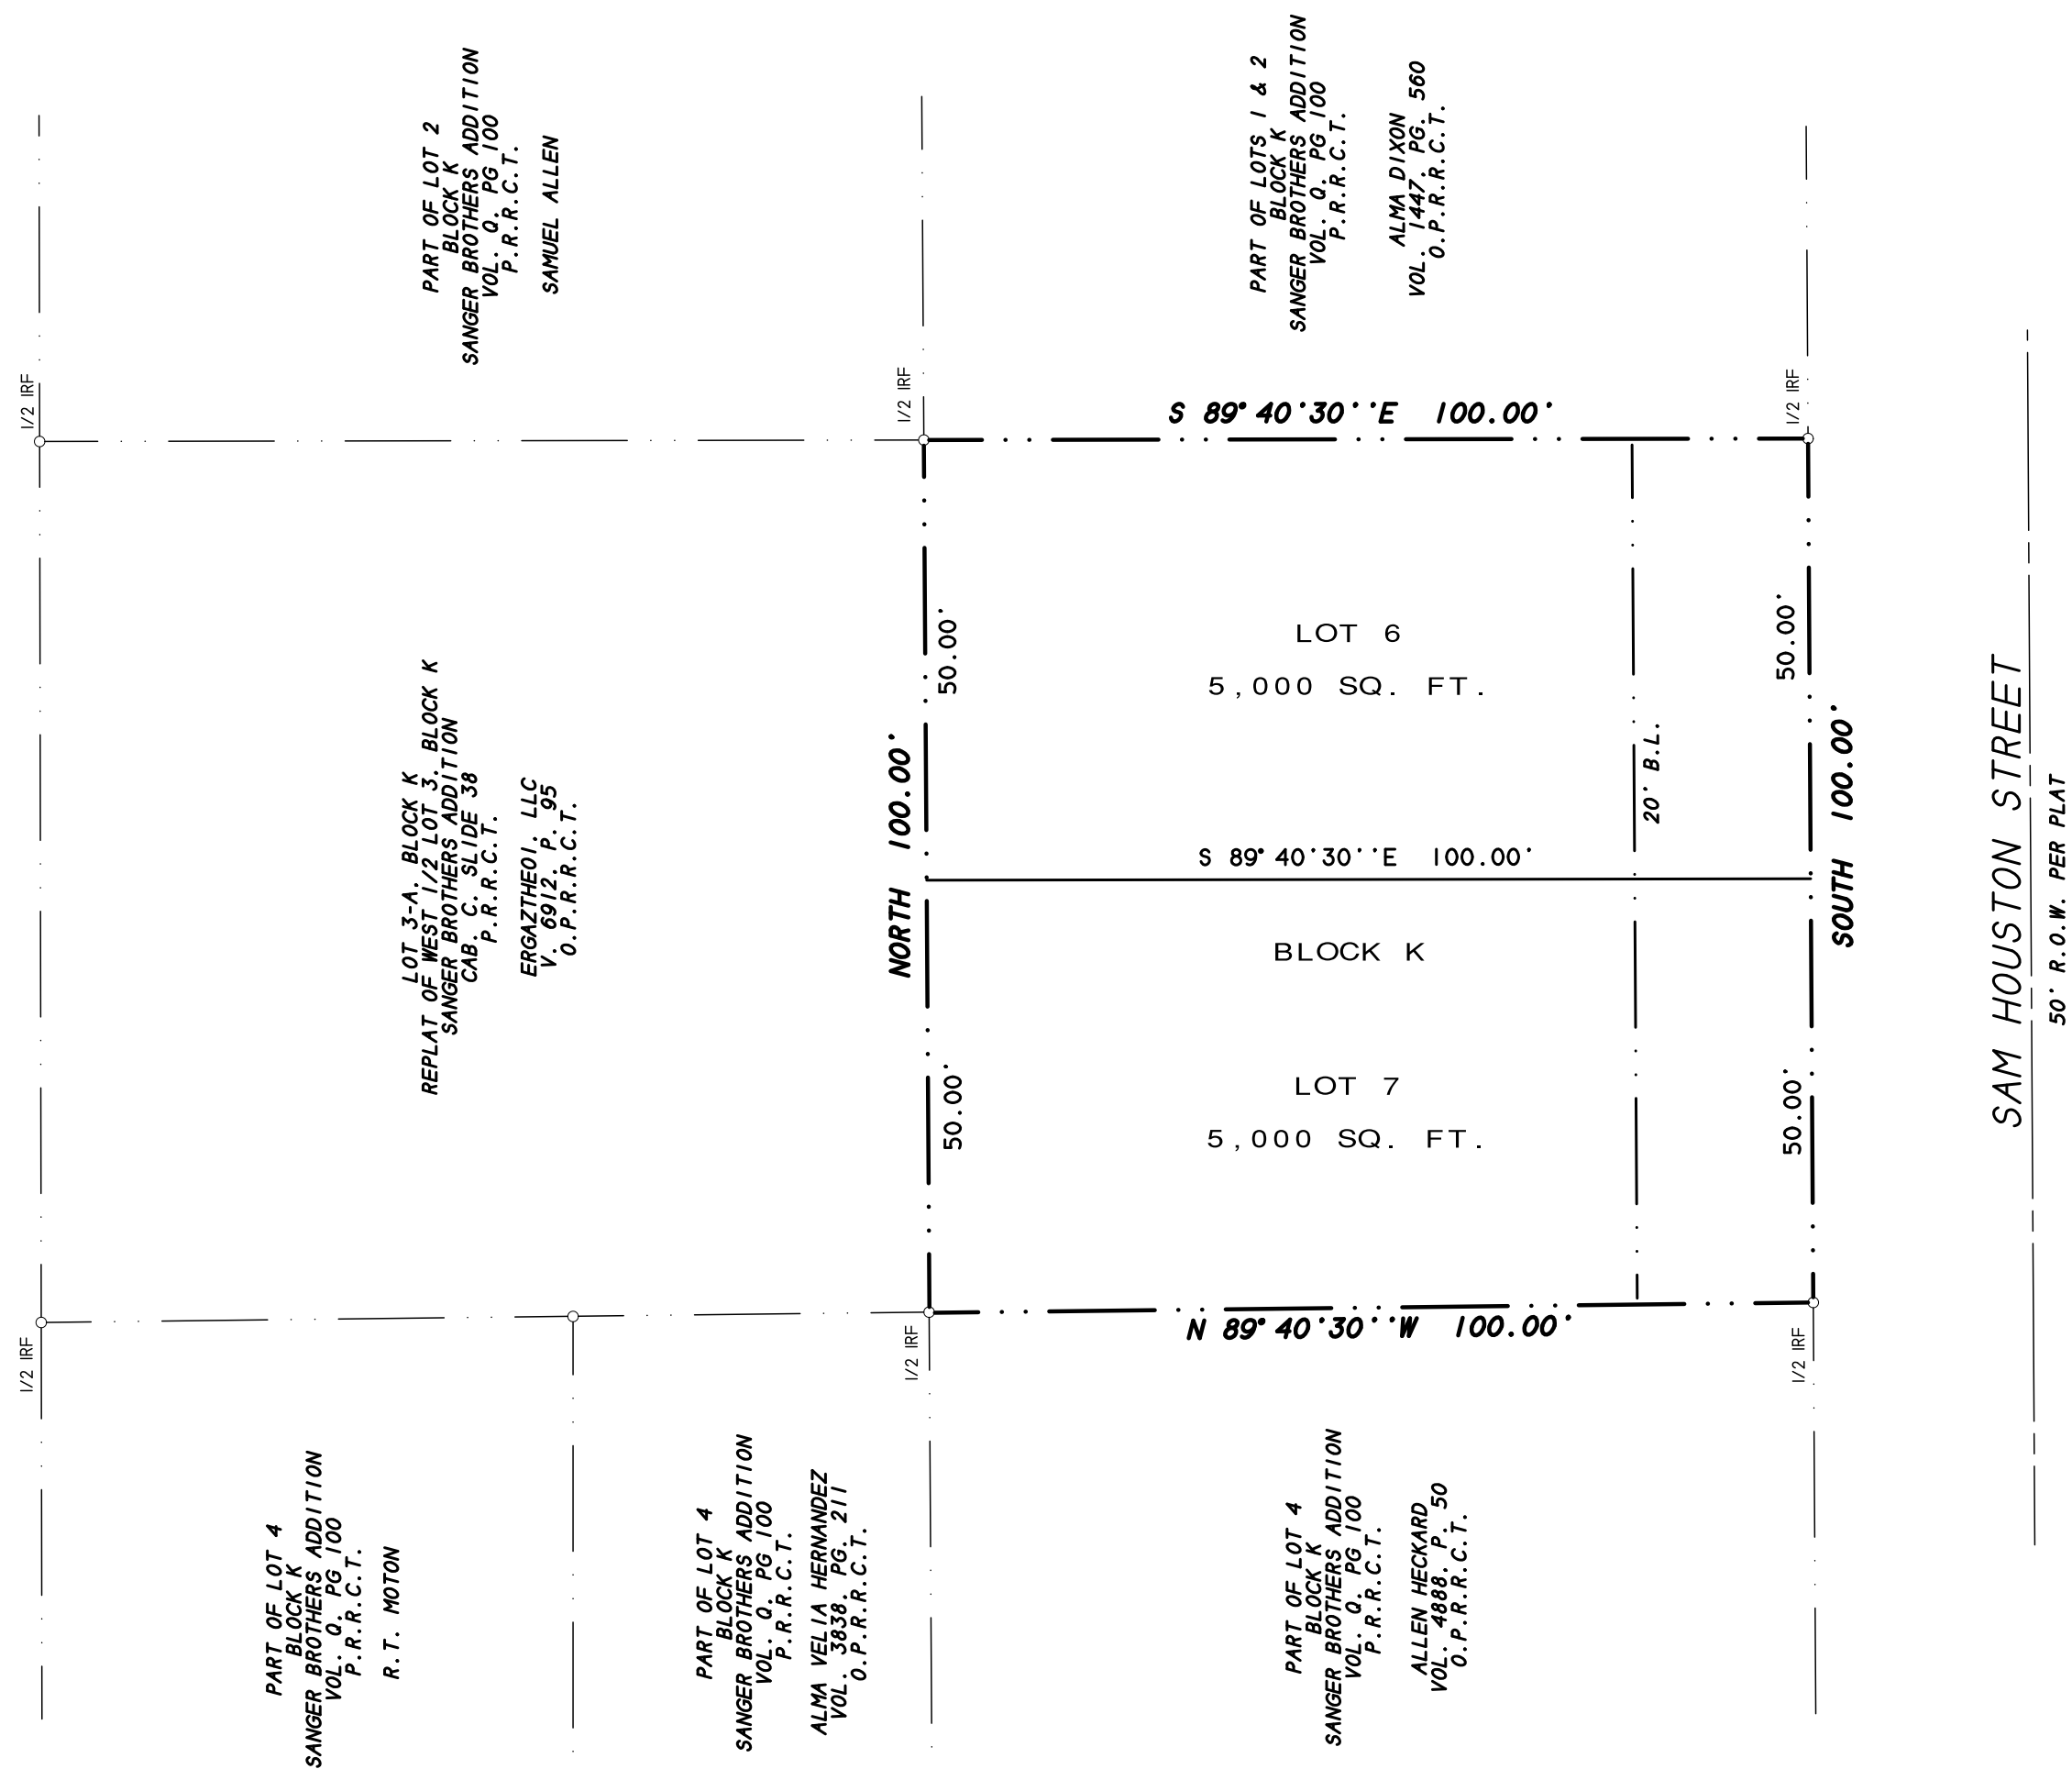 PART OF LOT 2
BLOCK K
SANGER BROTHERS ADDITION
VOL. Q, PG 100
P.R.R.C.T.
SAMUEL ALLEN
PART OF LOTS 1 & 2
BLOCK K
SANGER BROTHERS ADDITION
VOL. Q, PG 100
P.R.R.C.T.
ALMA DIXON
VOL. 1447, PG. 560
O.P.R.R.C.T.
1/2 IRF
1/2 IRF
1/2 IRF
S 89°40'30''E 100.00'
LOT 3-A, BLOCK K
REPLAT OF WEST 1/2 LOT 3, BLOCK K
SANGER BROTHERS ADDITION
CAB. C, SLIDE 38
P.R.R.C.T.
ERGAZTHEO1, LLC
V. 6912, P. 95
O.P.R.R.C.T.
NORTH 100.00'
50.00'
LOT 6
5,000 SQ. FT.
50.00'
20' B.L.
S 89°40'30''E 100.00'
BLOCK K
SOUTH 100.00'
50.00'
LOT 7
5,000 SQ. FT.
50.00'
SAM HOUSTON STREET
50' R.O.W. PER PLAT
N 89°40'30''W 100.00'
1/2 IRF
1/2 IRF
1/2 IRF
PART OF LOT 4
BLOCK K
SANGER BROTHERS ADDITION
VOL. Q, PG 100
P.R.R.C.T.
R.T. MOTON
PART OF LOT 4
BLOCK K
SANGER BROTHERS ADDITION
VOL. Q, PG 100
P.R.R.C.T.
ALMA VELIA HERNANDEZ
VOL. 3838, PG. 211
O.P.R.R.C.T.
PART OF LOT 4
BLOCK K
SANGER BROTHERS ADDITION
VOL. Q, PG 100
P.R.R.C.T.
ALLEN HECKARD
VOL. 4888, P. 50
O.P.R.R.C.T.